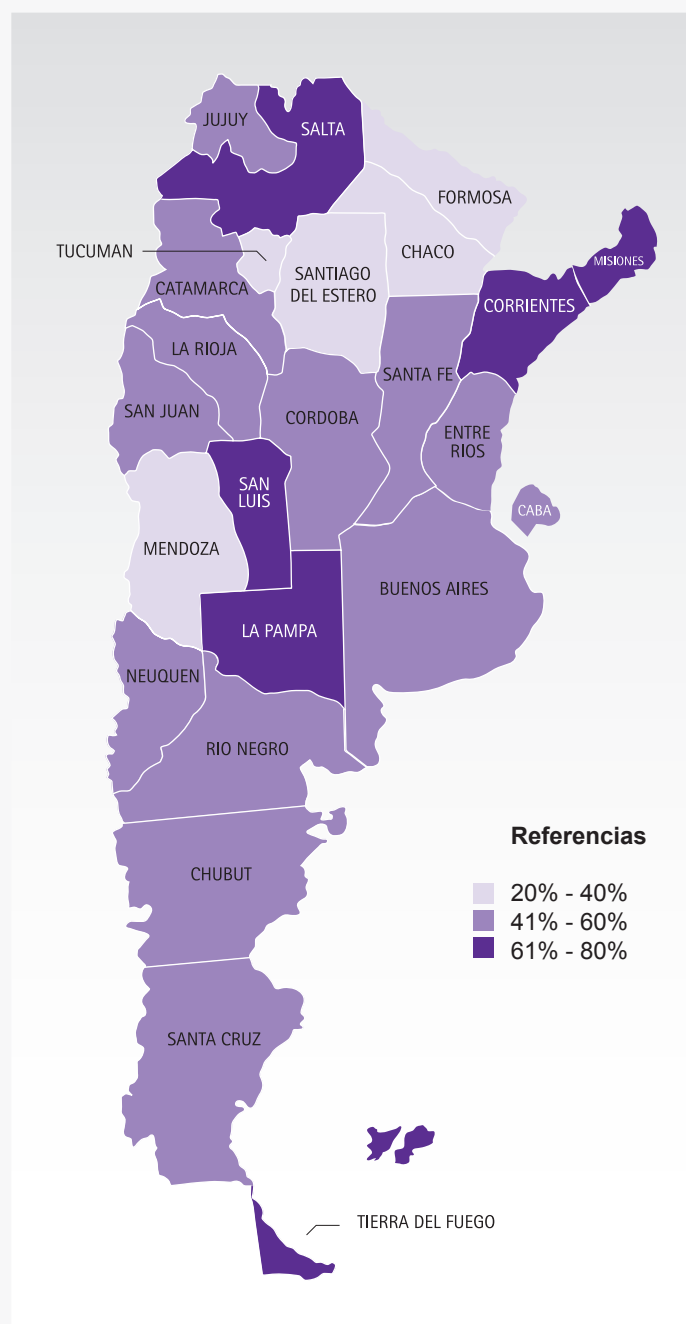 JUJUY
SALTA
FORMOSA
TUCUMAN
CHACO
SANTIAGO
DEL ESTERO
MISIONES
CATAMARCA
CORRIENTES
LA RIOJA
SANTA FE
SAN JUAN
CORDOBA
ENTRE
RIOS
SAN
LUIS
CABA
MENDOZA
BUENOS AIRES
LA PAMPA
NEUQUEN
RIO NEGRO
Referencias
CHUBUT
20% - 40%
41% - 60%
61% - 80%
SANTA CRUZ
TIERRA DEL FUEGO